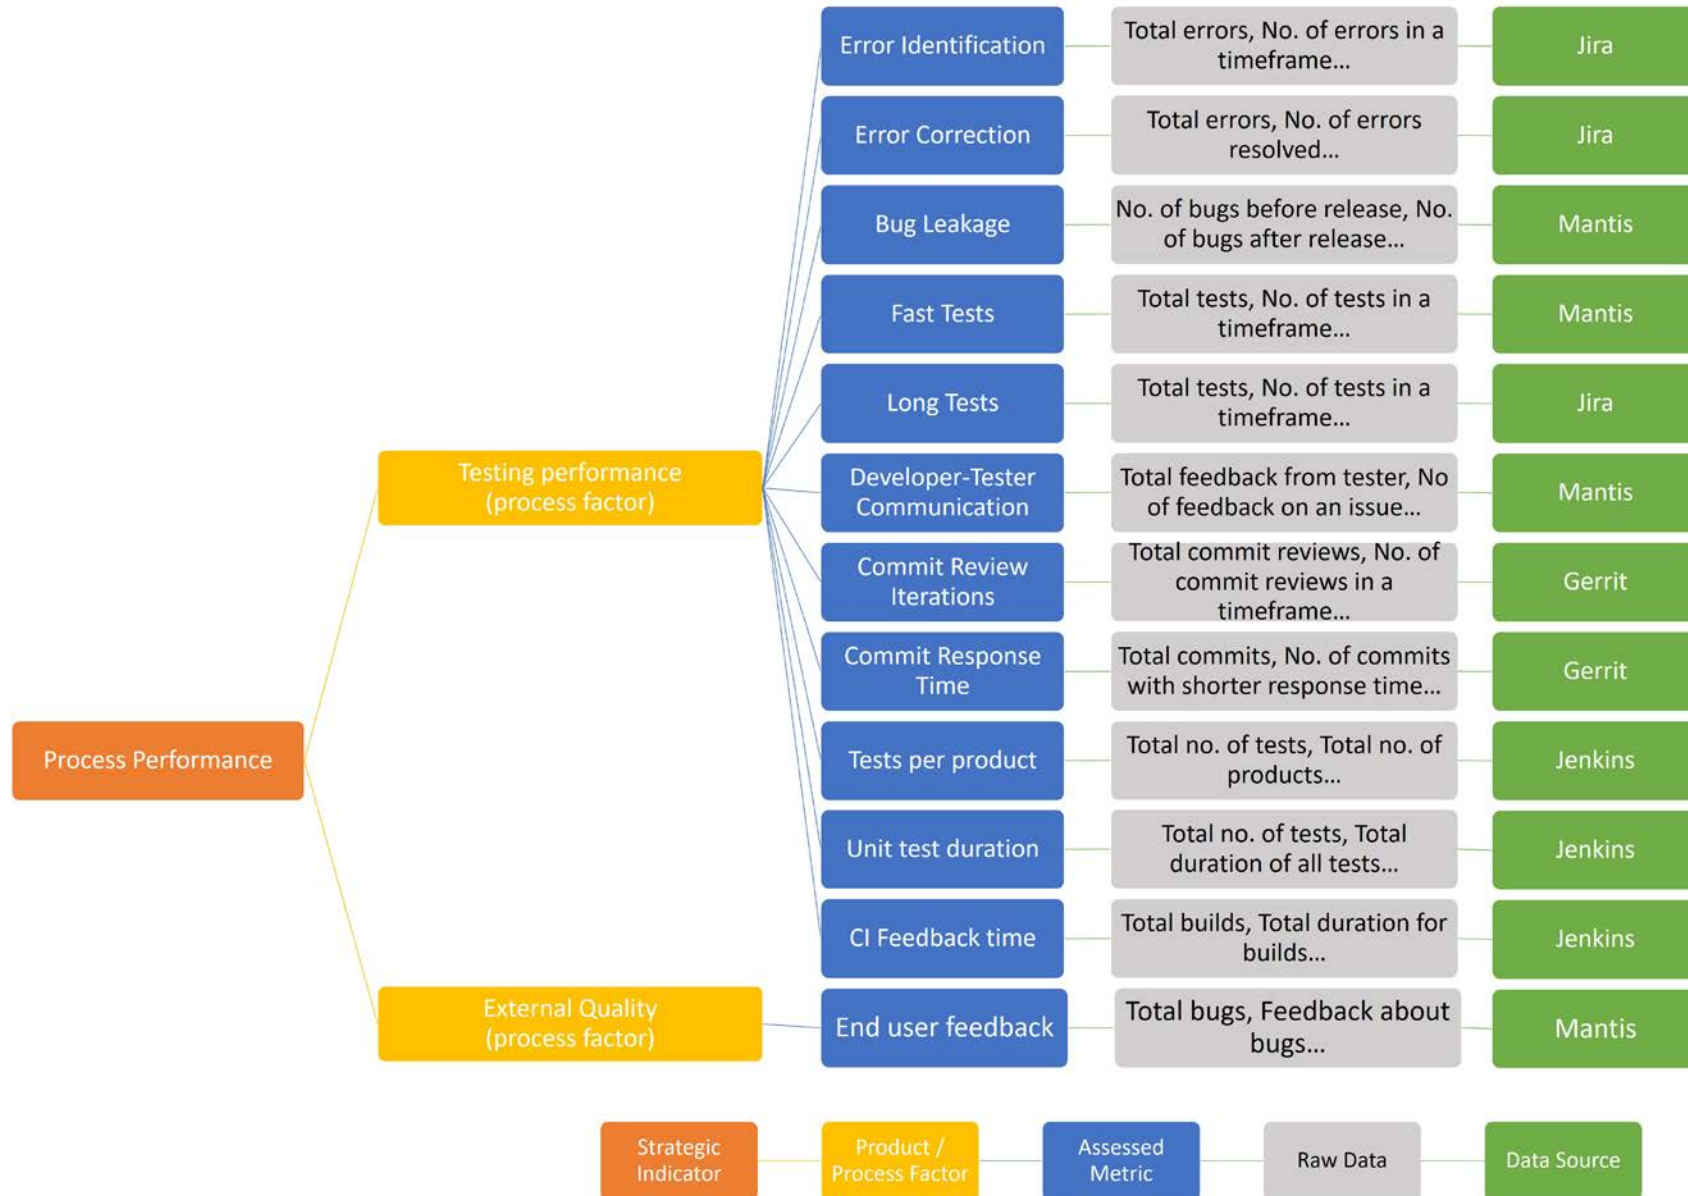 Error Identification
Total errors, No. of errors in a
timeframe...
Jira
Error Correction
Total errors, No. of errors
resolved...
Jira
Bug Leakage
No. of bugs before release, No.
of bugs after release...
Mantis
Fast Tests
Total tests, No. of tests in a
timeframe...
Mantis
Long Tests
Total tests, No. of tests in a
timeframe...
Jira
Testing performance
(process factor)
Developer-Tester
Communication
Total feedback from tester, No
of feedback on an issue...
Mantis
Commit Review
Iterations
Total commit reviews, No. of
commit reviews in a
timeframe...
Gerrit
Commit Response
Time
Total commits, No. of commits
with shorter response time...
Gerrit
Process Performance
Tests per product
Total no. of tests, Total no. of
products...
Jenkins
Unit test duration
Total no. of tests, Total
duration of all tests...
Jenkins
CI Feedback time
Total builds, Total duration for
builds...
Jenkins
External Quality
(process factor)
End user feedback
Total bugs, Feedback about
bugs...
Mantis
Strategic
Indicator
Product /
Process Factor
Assessed
Metric
Raw Data
Data Source